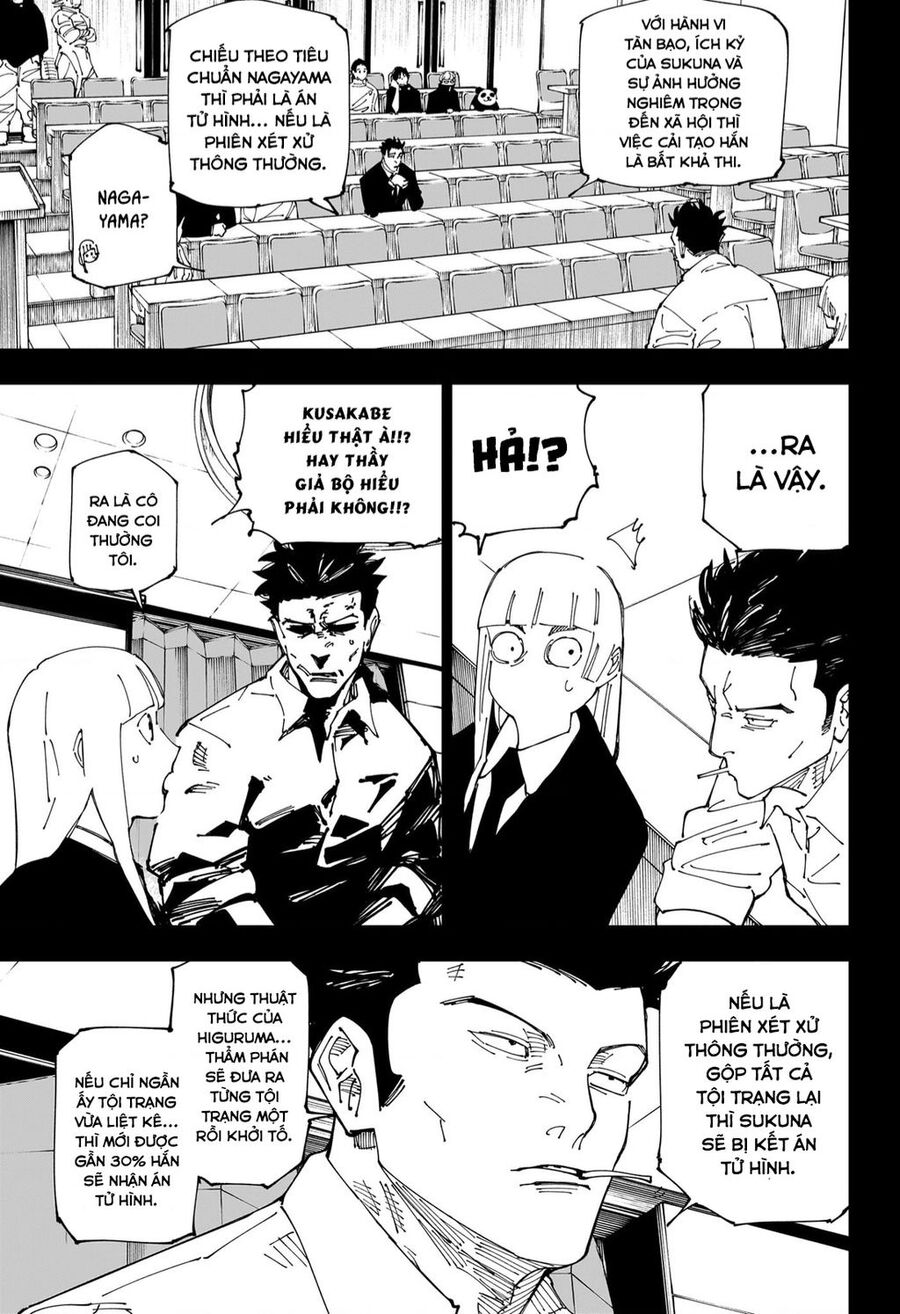 VỚI HÀNH VI
TÀN BẠO, ÍCH KỶ
CỦA SUKUNA VÀ
SỰ ẢNH HƯỞNG
NGHIÊM TRỌNG
ĐẾN XÃ HỘI THÌ
VIỆC CẢI TẠO HẮN
LÀ BẤT KHẢ THI.
CHIẾU THEO TIÊU
CHUẨN NAGAYAMA
THÌ PHẢI LÀ ÁN
TỬ HÌNH... NẾU LÀ
PHIÊN XÉT XỬ
THÔNG THƯỜNG.
NAGA-
YAMA?
...RA
LÀ VẬY.
HẢ!?
KUSAKABE
HIỂU THẬT À!!?
HAY THẦY
GIẢ BỘ HIỂU
PHẢI KHÔNG!!?
RA LÀ CÔ
ĐANG COI
THƯỜNG
TÔI.
NẾU LÀ
PHIÊN XÉT XỬ
THÔNG THƯỜNG,
GỘP TẤT CẢ
TỘI TRẠNG LẠI
THÌ SUKUNA
SẼ BỊ KẾT ÁN
TỬ HÌNH.
NHƯNG THUẬT
THỨC CỦA
HIGURUMA...
THẨM PHÁN
SẼ ĐƯA RA
TỪNG TỘI
TRẠNG MỘT
RỒI KHỞI TỐ.
NẾU CHỈ NGẦN
ẤY TỘI TRẠNG
VỪA LIỆT KÊ...
THÌ MỚI ĐƯỢC
GẦN 30% HẮN
SẼ NHẬN ÁN
TỬ HÌNH.